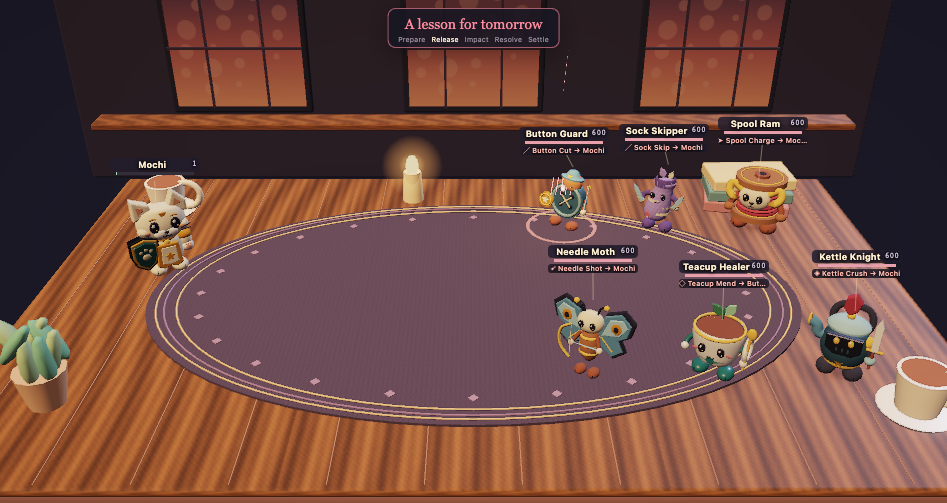 A lesson for tomorrow
Prepare Release Impact Resolve Settle
Mochi 1
Button Guard 600
Button Cut → Mochi
Sock Skipper 600
Sock Skip → Mochi
Spool Ram 600
Spool Charge → Moc...
Needle Moth 600
Needle Shot → Mochi
Teacup Healer 600
Teacup Mend → But...
Kettle Knight 600
Kettle Crush → Mochi